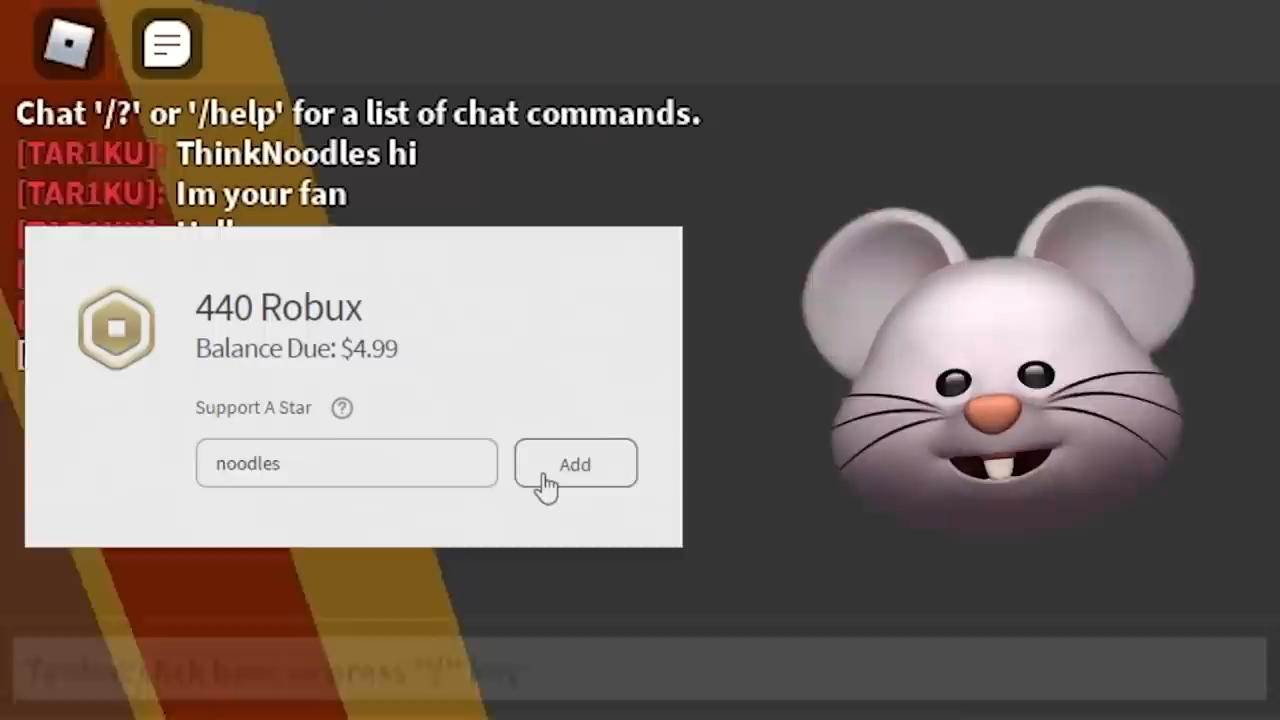 Chat '/?' or '/help' for a list of chat commands.
[TAR1KU]: ThinkNoodles hi
[TAR1KU]: Im your fan
440 Robux
Balance Due: $4.99
Support A Star ?
noodles
Add